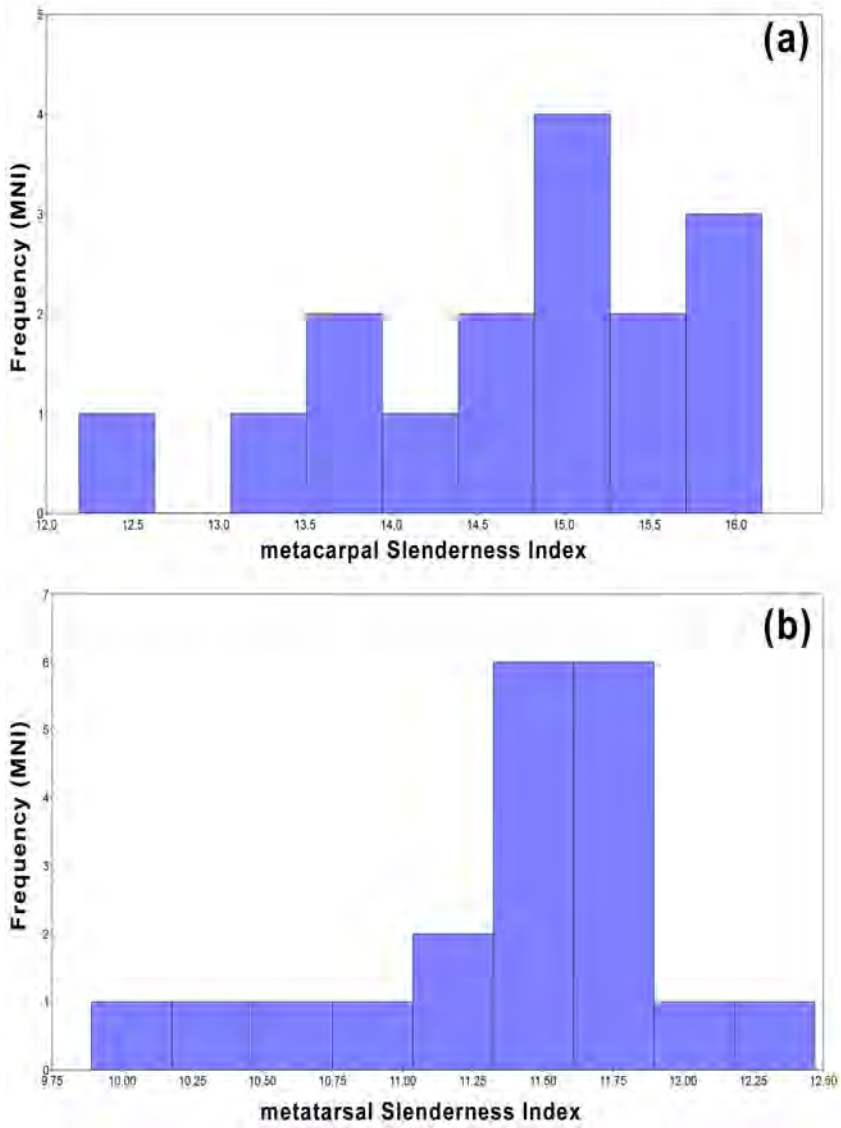 (a)
Frequency (MNI)
5
4
3
2
1
0
12.0 12.5 13.0 13.5 14.0 14.5 15.0 15.5 16.0
metacarpal Slenderness Index
(b)
Frequency (MNI)
7
6
5
4
3
2
1
0
9.75 10.00 10.25 10.50 10.75 11.00 11.25 11.50 11.75 12.00 12.25 12.50
metatarsal Slenderness Index